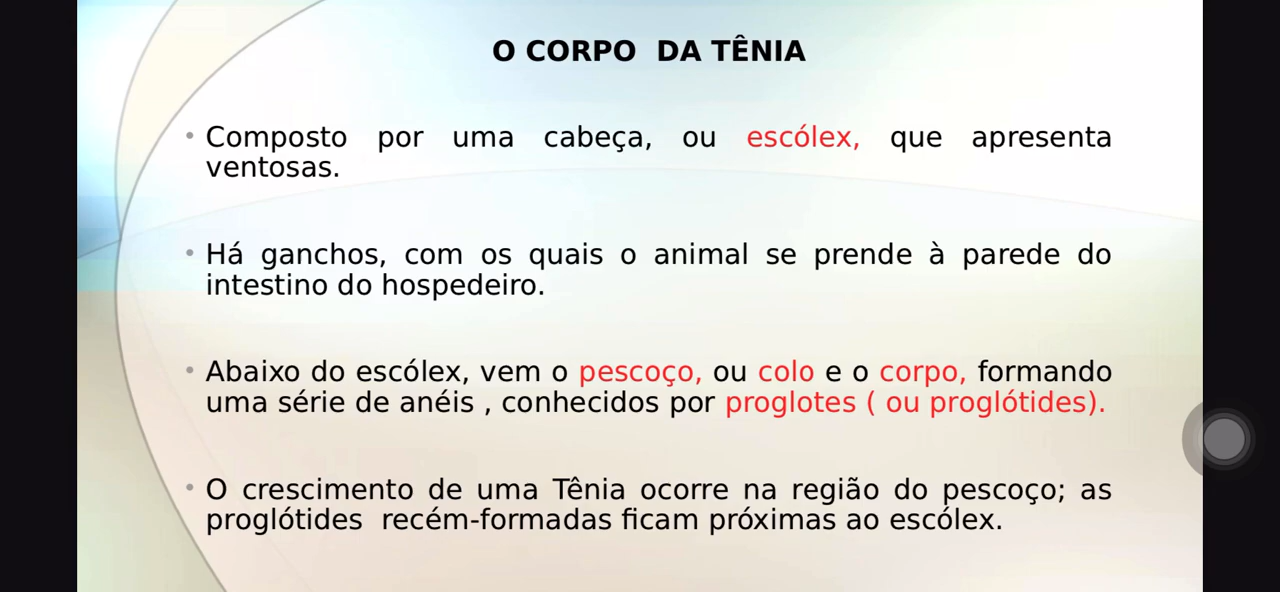 O CORPO  DA TÊNIA
• Composto por uma cabeça, ou escólex, que apresenta
ventosas.
• Há ganchos, com os quais o animal se prende à parede do
intestino do hospedeiro.
• Abaixo do escólex, vem o pescoço, ou colo e o corpo, formando
uma série de anéis , conhecidos por proglotes ( ou proglótides).
• O crescimento de uma Tênia ocorre na região do pescoço; as
proglótides  recém-formadas ficam próximas ao escólex.